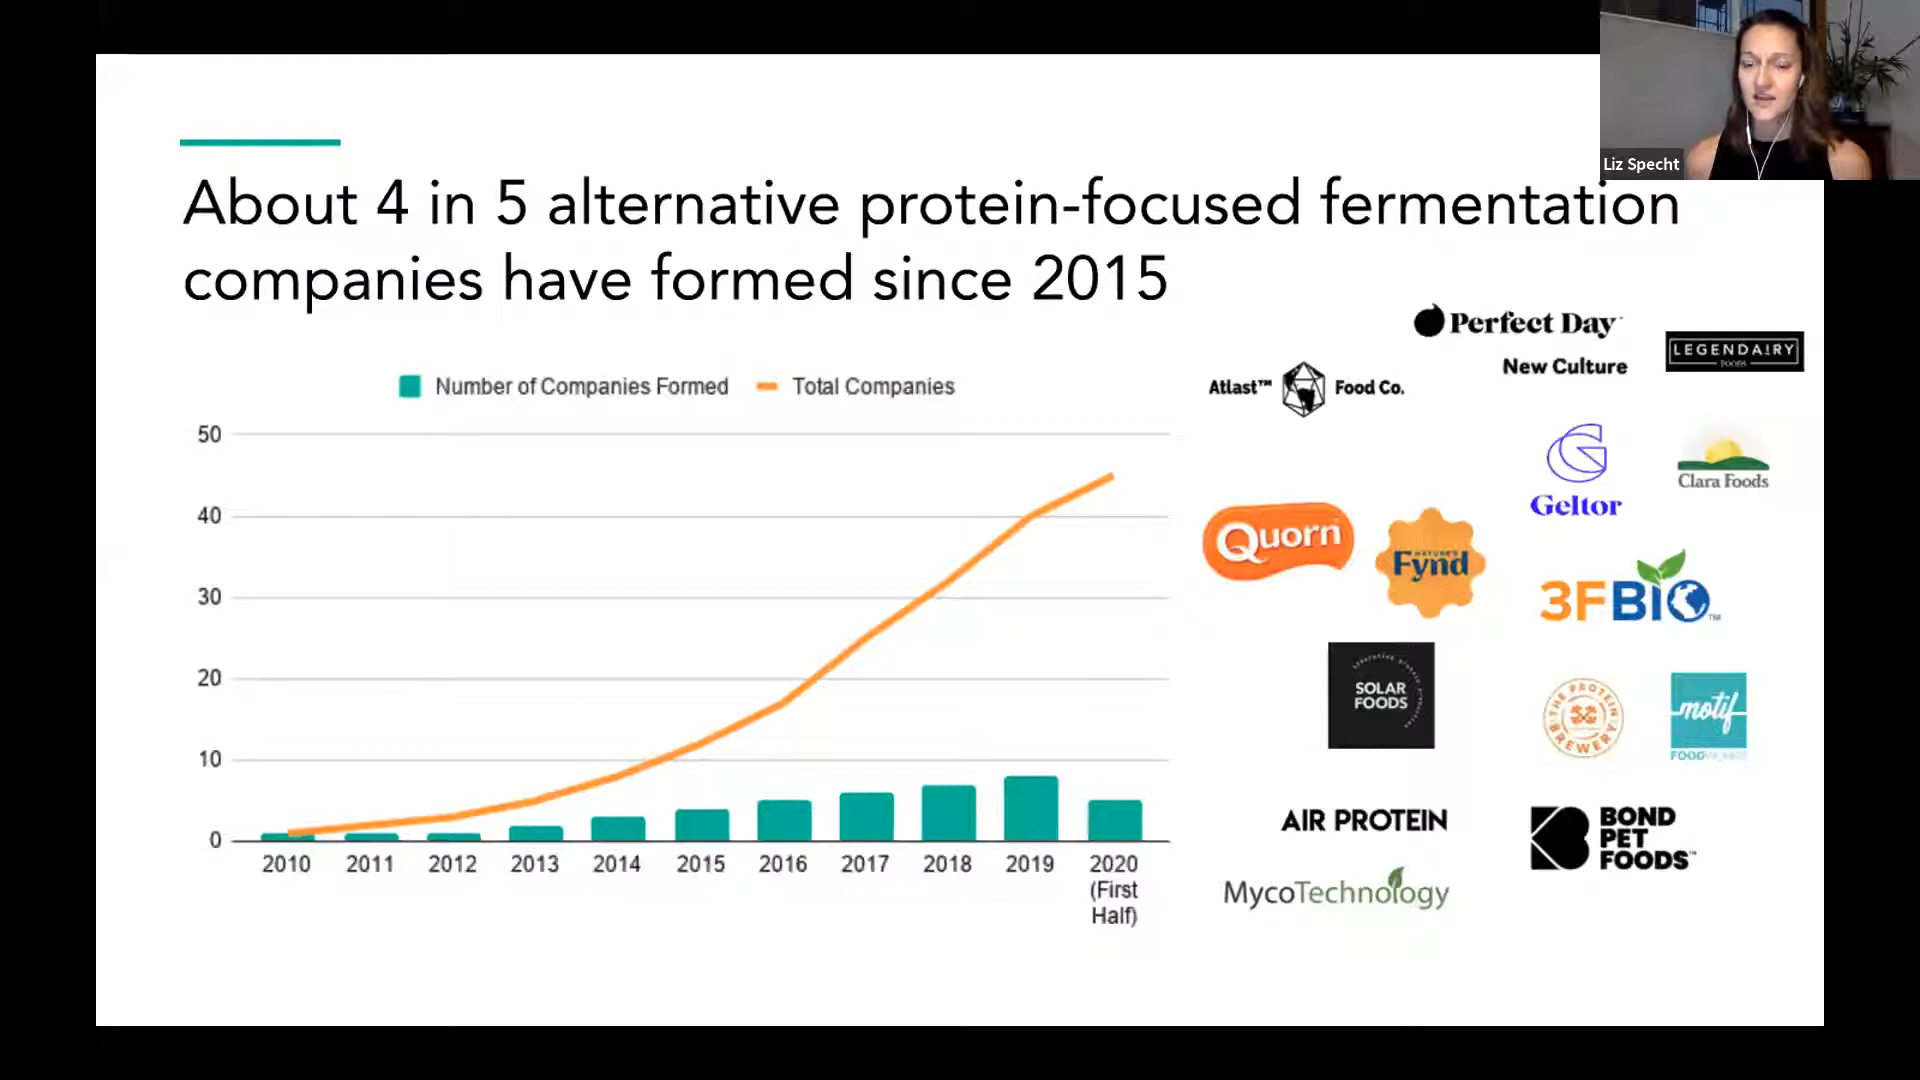 Liz Specht
About 4 in 5 alternative protein-focused fermentation
companies have formed since 2015
Number of Companies Formed
Total Companies
50
40
30
20
10
0
2010 2011 2012 2013 2014 2015 2016 2017 2018 2019 2020
(First
Half)
Perfect Day
New Culture
LEGENDA!RY
FOODS
Atlast™ Food Co.
Geltor
Clara Foods
Quorn
NATURE'S
Fynd
3FBIO™
SOLAR
FOODS
THE PROTEIN
BREWERY
motif
FOODWORKS
AIR PROTEIN
BOND
PET
FOODS™
MycoTechnology